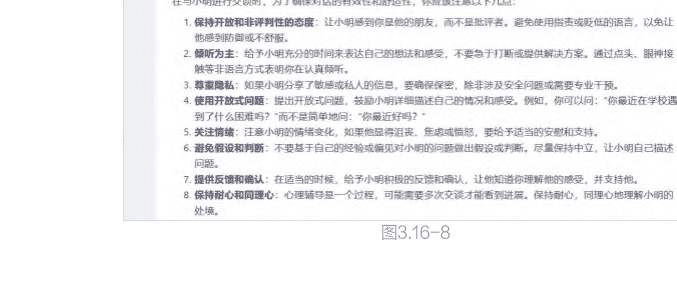 在与小明进行交谈时，为了确保对话的有效性和舒适性，你应该注意以下几点：
1. 保持开放和非评判性的态度：让小明感到你是他的朋友，而不是批评者。避免使用指责或贬低的语言，以免让
他感到防御或不舒服。
2. 倾听为主：给予小明充分的时间来表达自己的想法和感受，不要急于打断或提供解决方案。通过点头、眼神接
触等非语言方式表明你在认真倾听。
3. 尊重隐私：如果小明分享了敏感或私人的信息，要确保保密，除非涉及安全问题或需要专业干预。
4. 使用开放式问题：提出开放式问题，鼓励小明详细描述自己的情况和感受。例如，你可以问：“你最近在学校遇
到了什么困难吗？”而不是简单地问：“你最近好吗？”
5. 关注情绪：注意小明的情绪变化，如果他显得沮丧、焦虑或愤怒，要给予适当的安慰和支持。
6. 避免假设和判断：不要基于自己的经验或偏见对小明的问题做出假设或判断。尽量保持中立，让小明自己描述
问题。
7. 提供反馈和确认：在适当的时候，给予小明积极的反馈和确认，让他知道你理解他的感受，并支持他。
8. 保持耐心和同理心：心理辅导是一个过程，可能需要多次交谈才能看到进展。保持耐心，同理心地理解小明的
处境。
图3.16-8